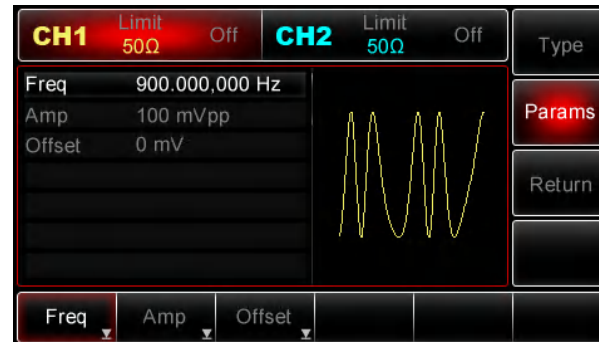 CH1 Limit Off CH2 Limit Off Type
50Ω 50Ω
Freq 900.000,000 Hz
Amp 100 mVpp Params
Offset 0 mV
Return
Freq Amp Offset